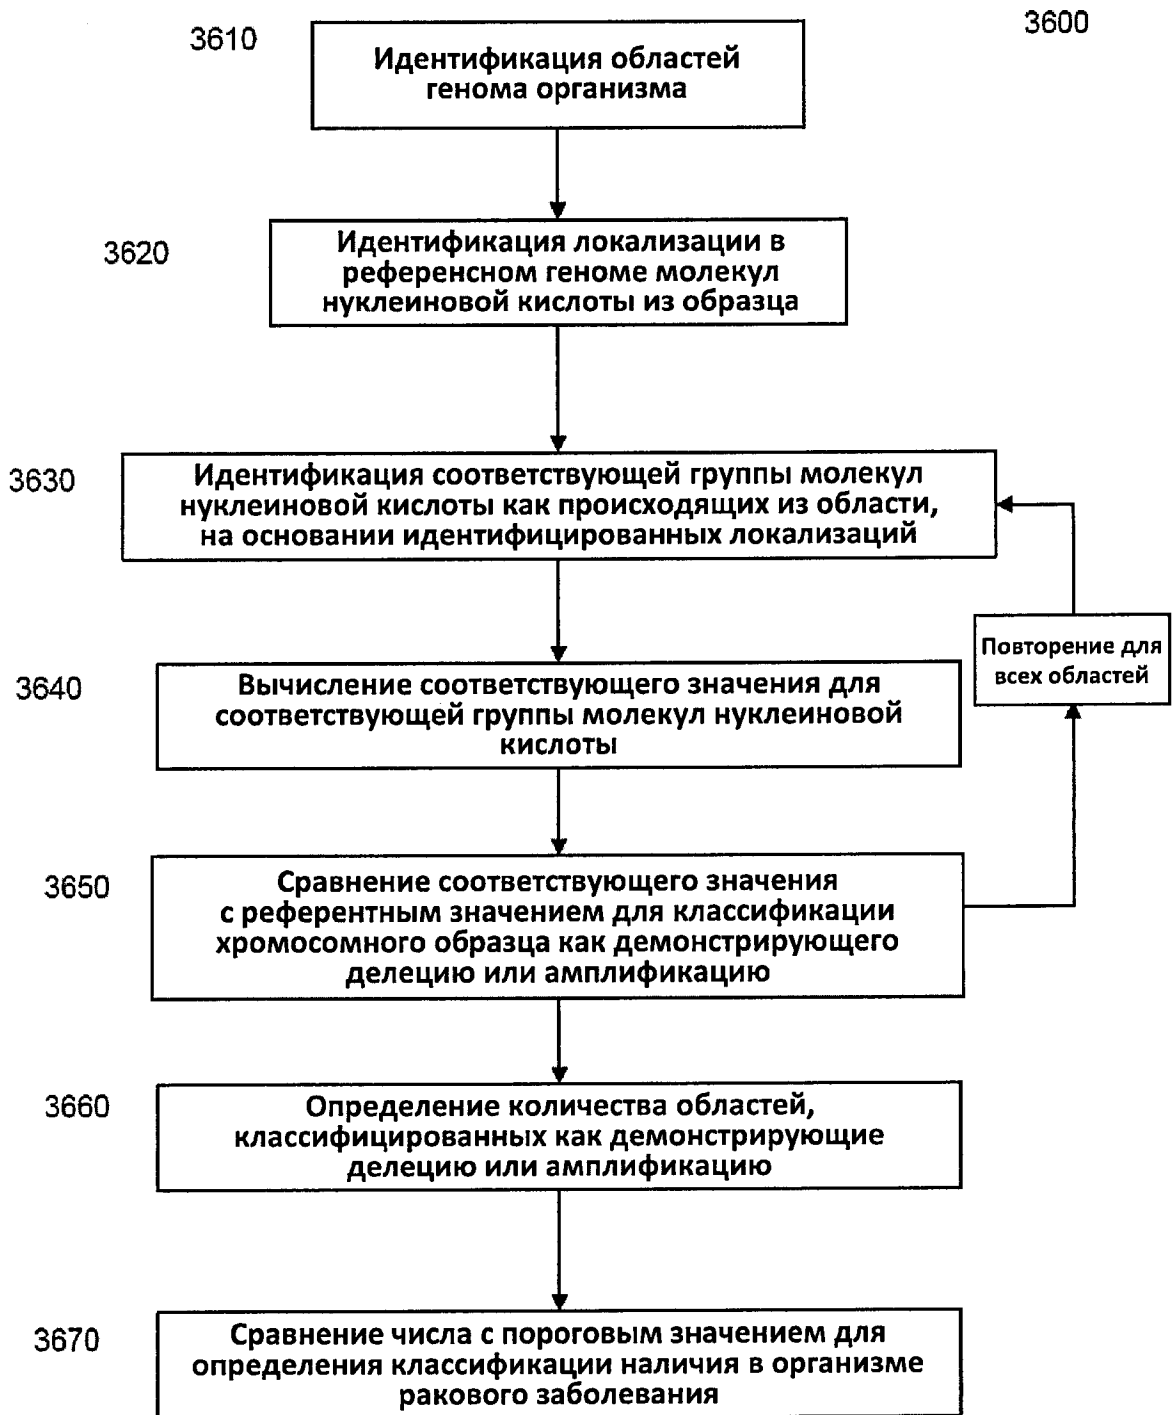 3600
3610
Идентификация областей
генома организма
3620
Идентификация локализации в
референсном геноме молекул
нуклеиновой кислоты из образца
3630
Идентификация соответствующей группы молекул
нуклеиновой кислоты как происходящих из области,
на основании идентифицированных локализаций
Повторение для
всех областей
3640
Вычисление соответствующего значения для
соответствующей группы молекул нуклеиновой
кислоты
3650
Сравнение соответствующего значения
с референтным значением для классификации
хромосомного образца как демонстрирующего
делецию или амплификацию
3660
Определение количества областей,
классифицированных как демонстрирующие
делецию или амплификацию
3670
Сравнение числа с пороговым значением для
определения классификации наличия в организме
ракового заболевания